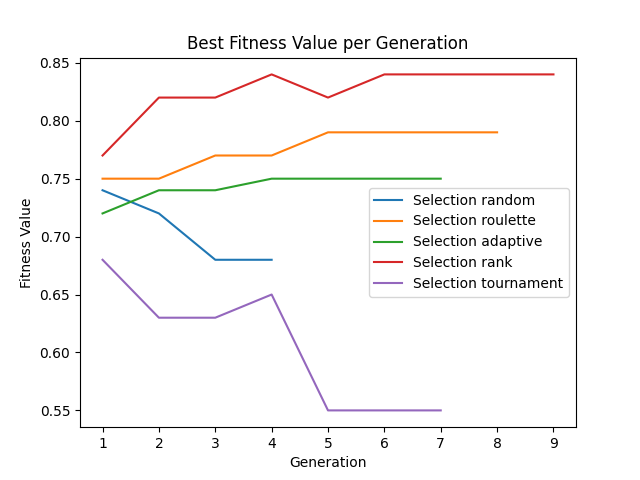 Best Fitness Value per Generation
Fitness Value
0.85
0.80
0.75
0.70
0.65
0.60
0.55
Selection random
Selection roulette
Selection adaptive
Selection rank
Selection tournament
1 2 3 4 5 6 7 8 9
Generation